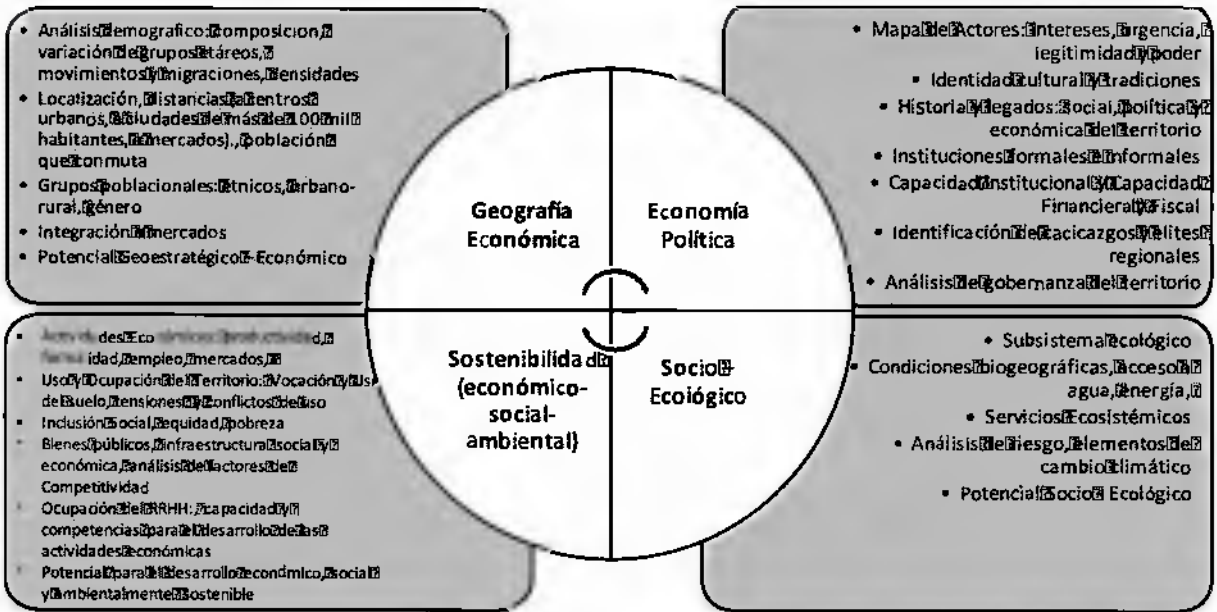 • Análisis demografico: composicion,
variación de grupos etáreos,
movimientos y migraciones, densidades
• Localización, distancias (a centros
urbanos, a ciudades de más de 100 mil
habitantes, a mercados)., población
que conmuta
• Grupos poblacionales: étnicos, urbano-
rural, género
• Integración a mercados
• Potencial Geoestratégico - Económico
• Mapa de Actores: intereses, urgencia,
legitimidad y poder
• Identidad cultural y tradiciones
• Historia y legados: social, política y
económica del territorio
• Instituciones formales e informales
• Capacidad institucional y Capacidad
Financiera y Fiscal
• Identificación de cacicazgos y elites
regionales
• Análisis de gobernanza del territorio
Geografía
Económica
Economía
Política
Sostenibilidad
(económico-
social-
ambiental)
Socio-
Ecológico
• Actividades Económicas: productividad,
idad, empleo, mercados,
• Uso y Ocupación del Territorio: Vocación y Uso
del suelo, tensiones y conflictos de uso
• Inclusión Social, equidad, pobreza
• Bienes públicos, infraestructura social y
económica, análisis de factores de
Competitividad
• Ocupación del RRHH: capacidad y
competencias para el desarrollo de las
actividades económicas
• Potencial para el desarrollo económico, social
y ambientalmente sostenible
• Subsistema ecológico
• Condiciones biogeográficas, acceso a
agua, energía,
• Servicios Ecosistémicos
• Análisis de riesgo, elementos de
cambio climático
• Potencial Socio Ecológico